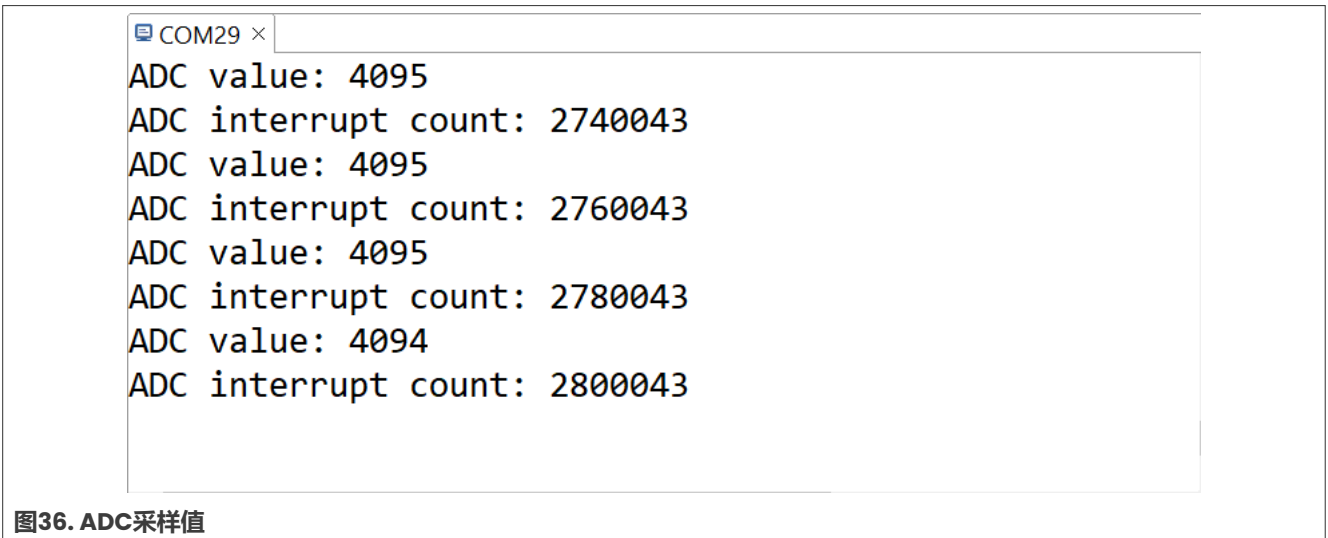 COM29 ×
ADC value: 4095
ADC interrupt count: 2740043
ADC value: 4095
ADC interrupt count: 2760043
ADC value: 4095
ADC interrupt count: 2780043
ADC value: 4094
ADC interrupt count: 2800043
图36. ADC采样值